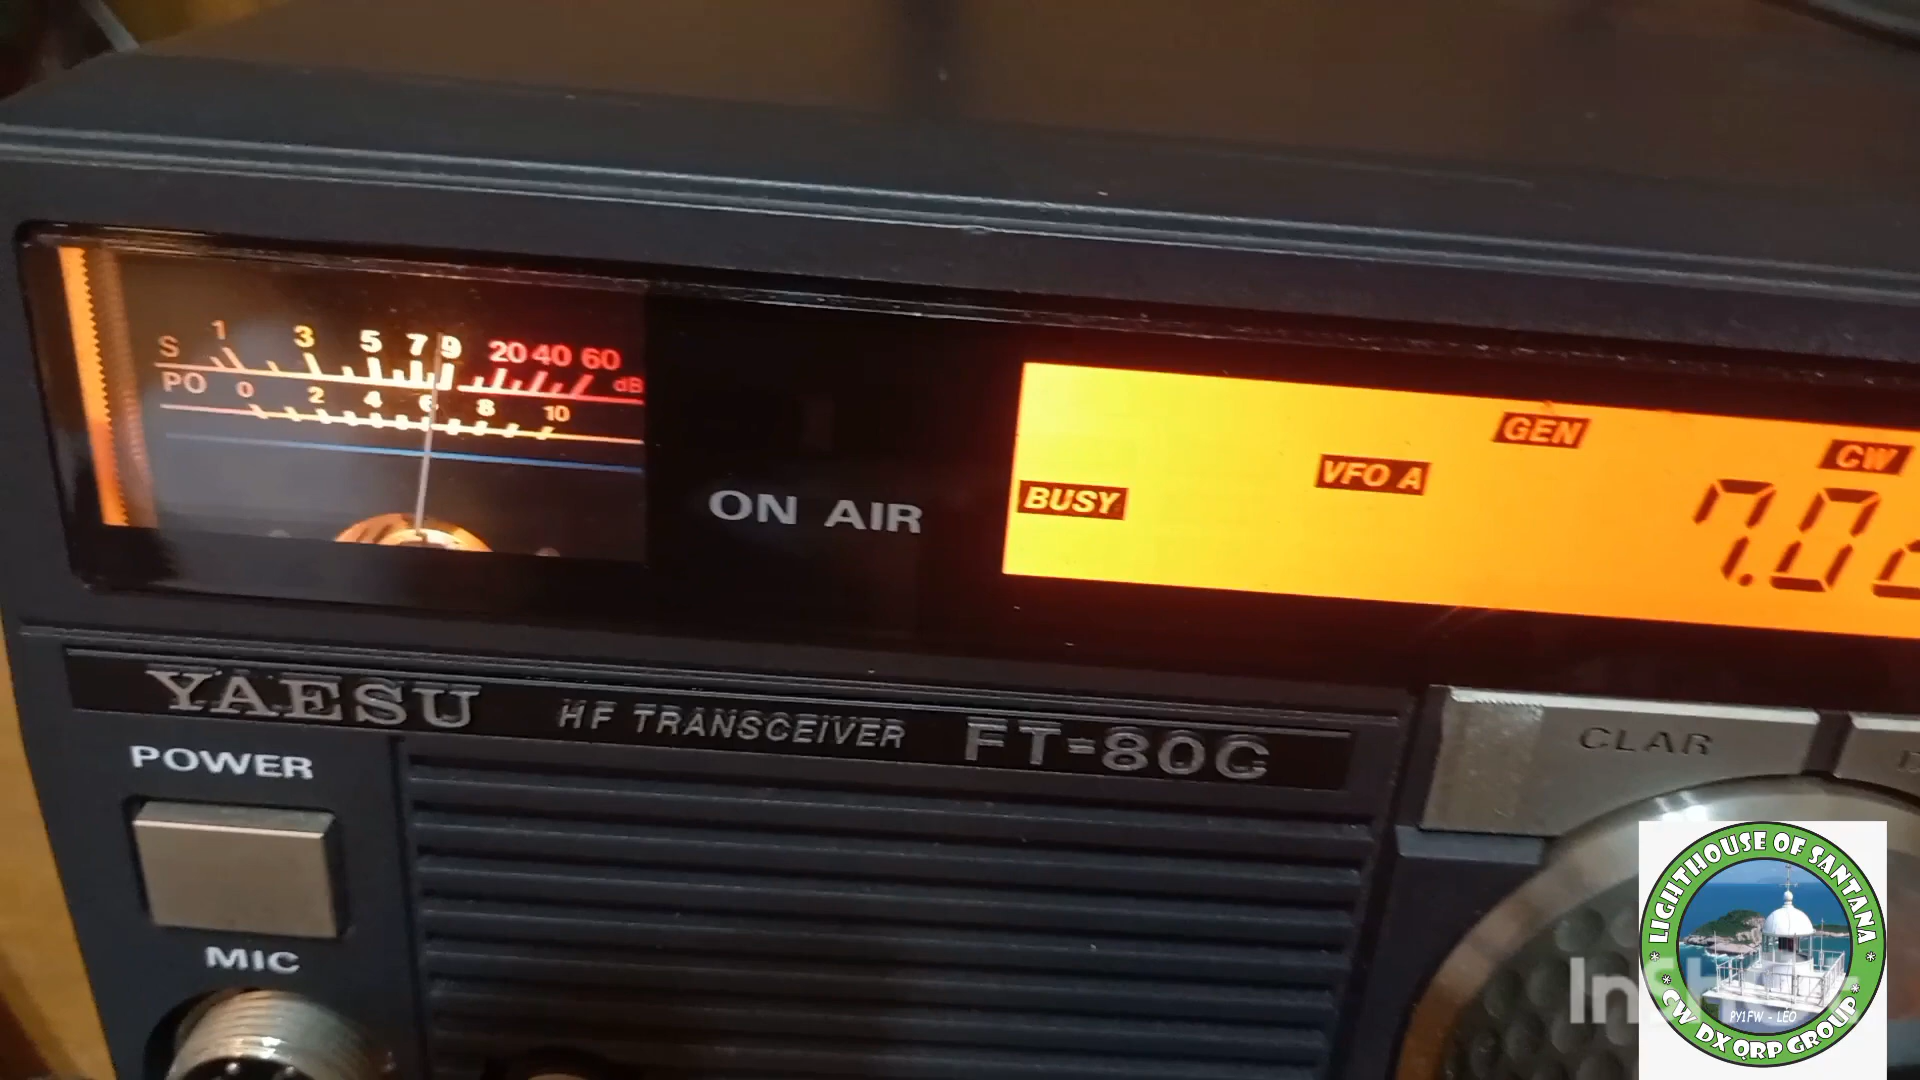 S 1 3 5 7 9 20 40 60 dB
PO 0 2 4 6 8 10
ON AIR
GEN
CW
VFO A
BUSY
7.02
YAESU HF TRANSCEIVER FT-80C
CLAR
POWER
MIC
LIGHTHOUSE OF SANTANA
PY1FW - LEO
* CW DX QRP GROUP *